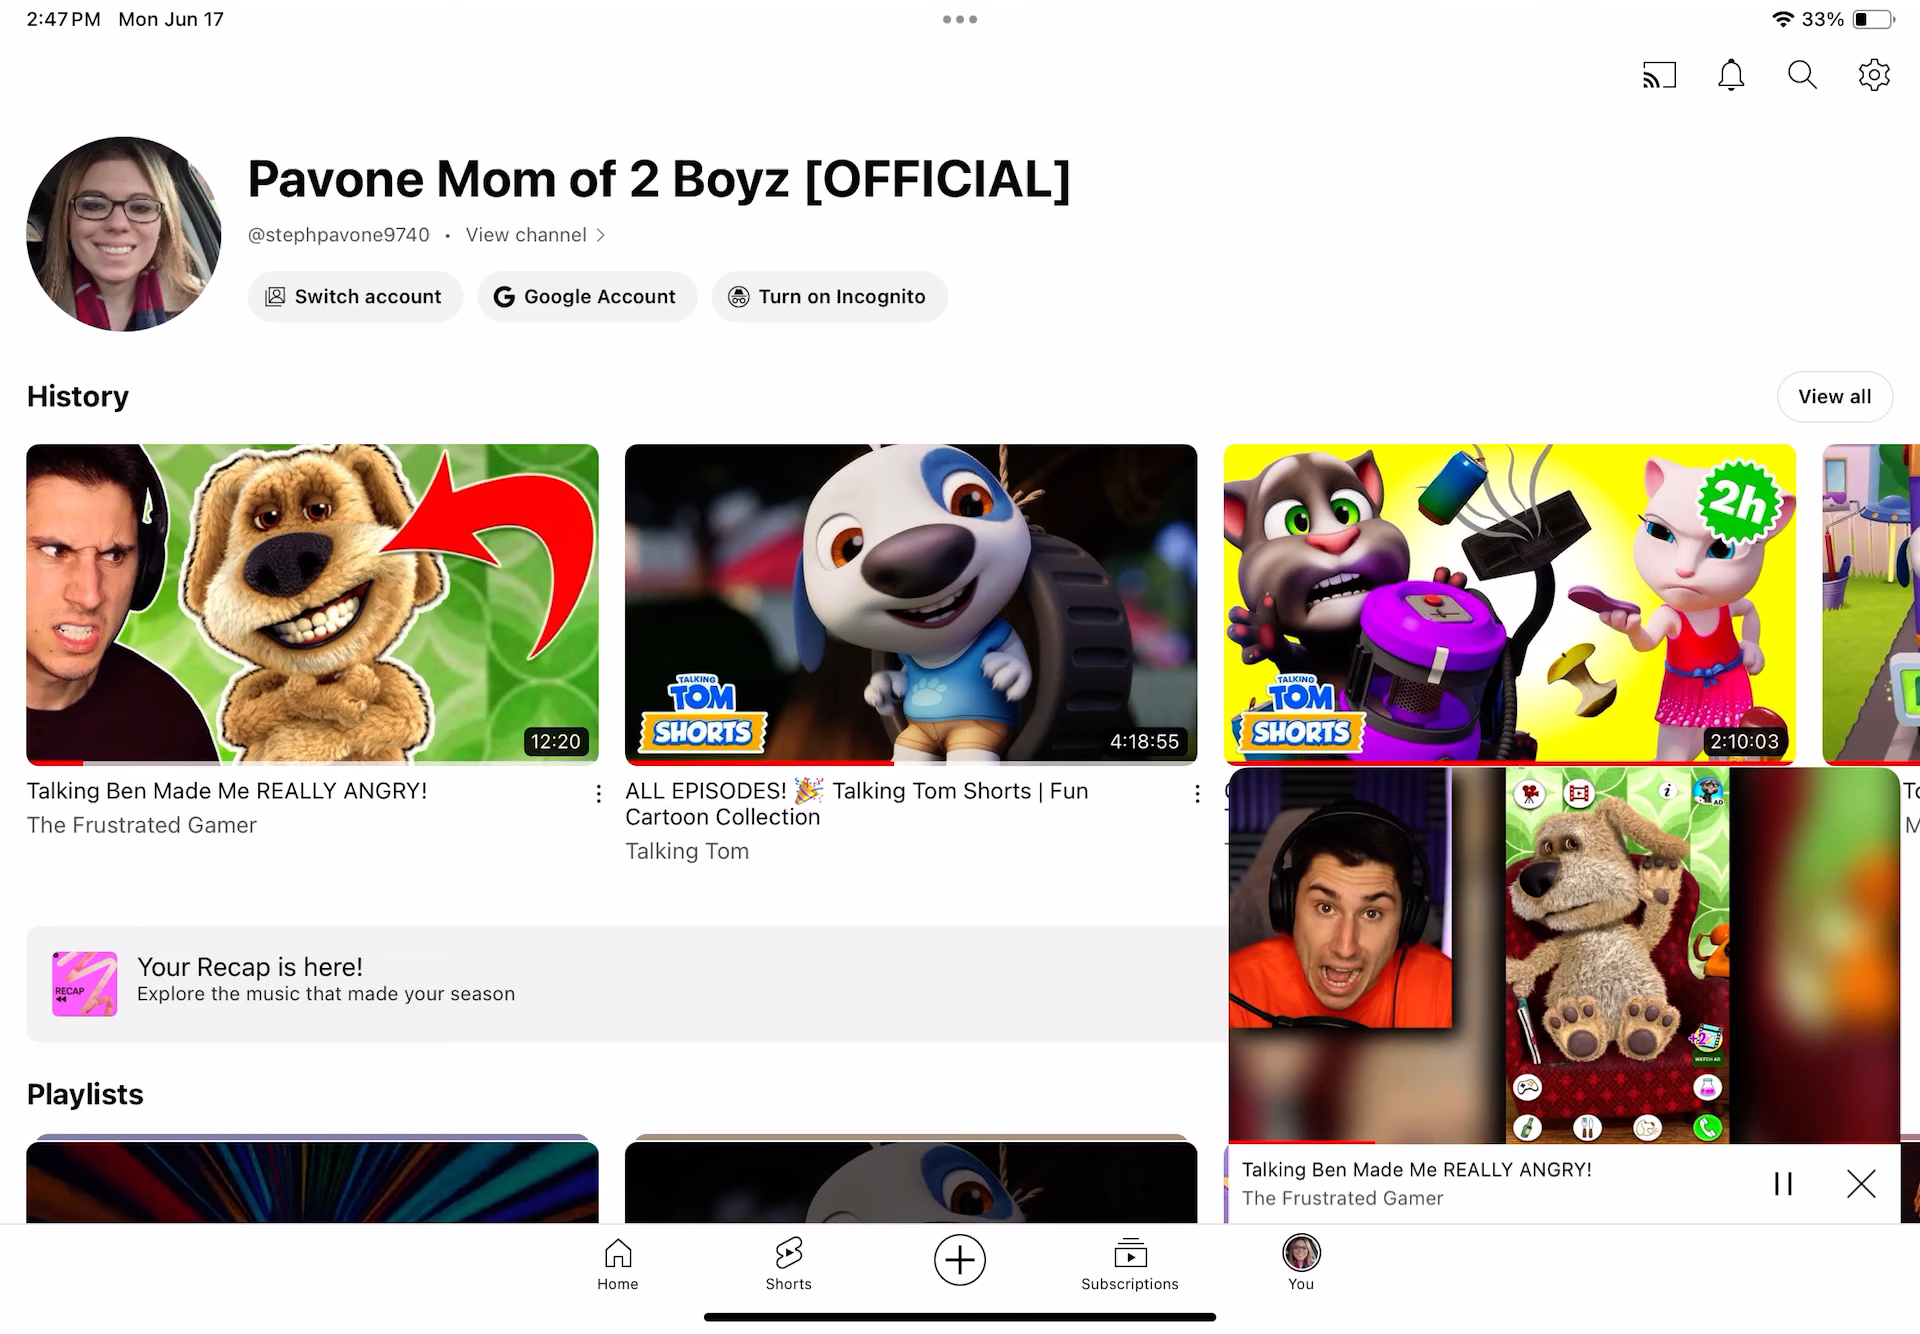 2:47 PM Mon Jun 17
33%
Pavone Mom of 2 Boyz [OFFICIAL]
@stephpavone9740 • View channel
Switch account
Google Account
Turn on Incognito
History
View all
2h
TALKING
TOM
SHORTS
TALKING
TOM
SHORTS
12:20
4:18:55
2:10:03
Talking Ben Made Me REALLY ANGRY!
The Frustrated Gamer
ALL EPISODES! 🎉 Talking Tom Shorts | Fun
Cartoon Collection
Talking Tom
AD
+2
WATCH AD
RECAP
Your Recap is here!
Explore the music that made your season
Playlists
Talking Ben Made Me REALLY ANGRY!
The Frustrated Gamer
Home
Shorts
Subscriptions
You